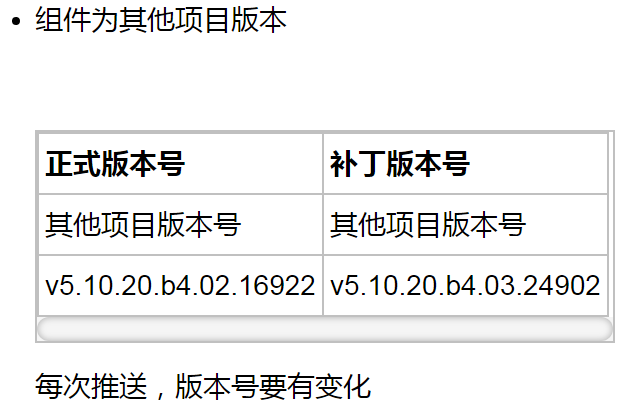 组件为其他项目版本
正式版本号 补丁版本号
其他项目版本号 其他项目版本号
v5.10.20.b4.02.16922 v5.10.20.b4.03.24902
每次推送，版本号要有变化